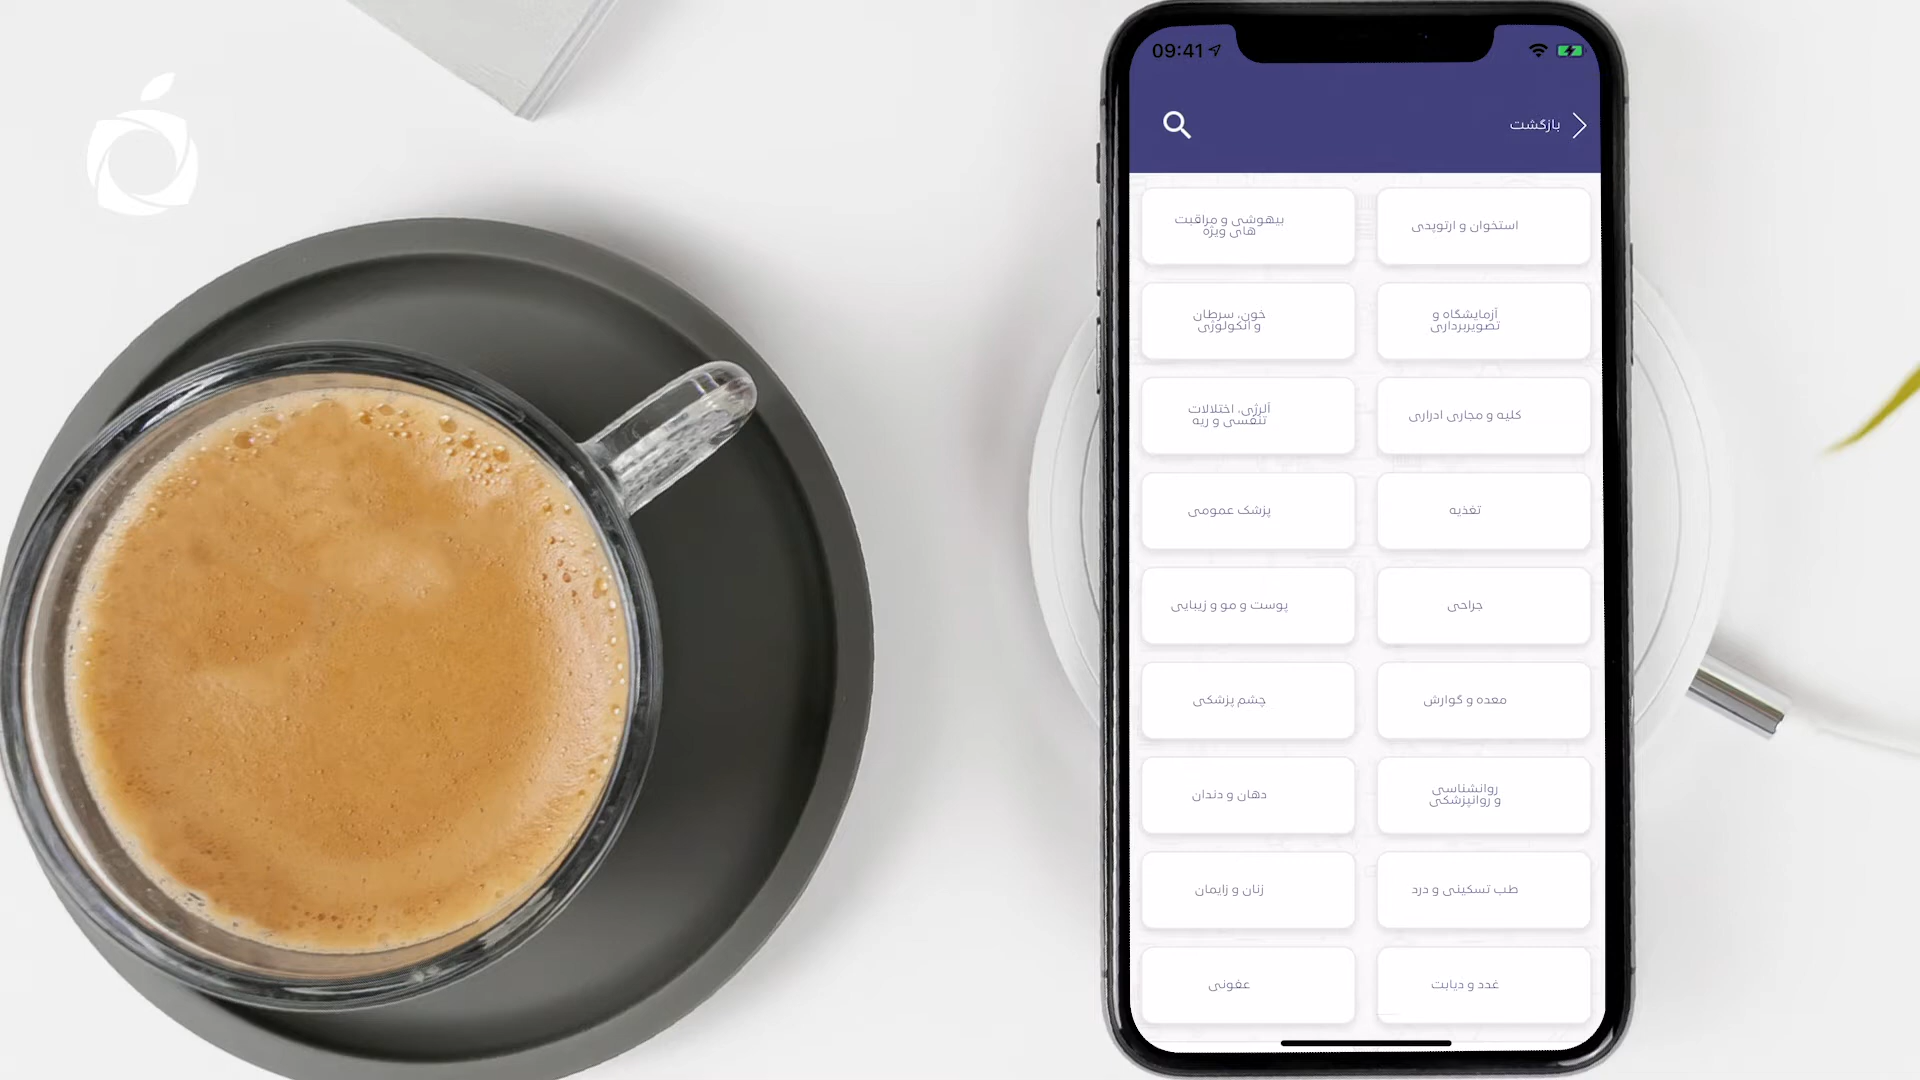 09:41
بازگشت
استخوان و ارتوپدی
بیهوشی و مراقبت
های ویژه
آزمایشگاه و
تصویربرداری
خون، سرطان
و انکولوژی
کلیه و مجاری ادراری
آلرژی، اختلالات
تنفسی و ریه
تغذیه
پزشک عمومی
جراحی
پوست و مو و زیبایی
معده و گوارش
چشم پزشکی
روانشناسی
و روانپزشکی
دهان و دندان
طب تسکینی و درد
زنان و زایمان
غدد و دیابت
عفونی